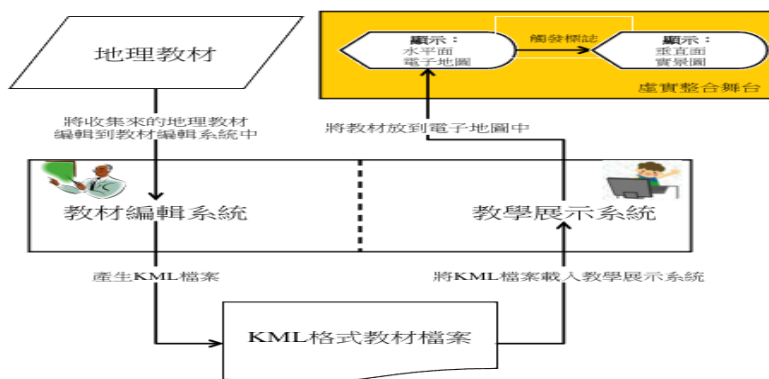 地理教材
顯示：
水平面
電子地圖
觸發標誌
顯示：
垂直面
實景圖
虛實整合舞台
將收集來的地理教材
編輯到教材編輯系統中
將教材放到電子地圖中
教材編輯系統
教學展示系統
產生KML檔案
將KML檔案載入教學展示系統
KML格式教材檔案